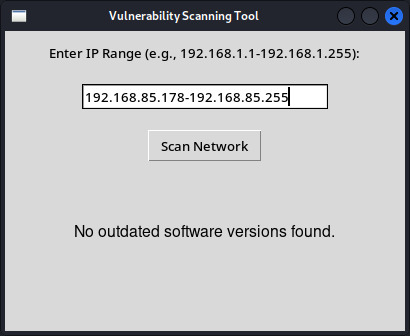 Vulnerability Scanning Tool
Enter IP Range (e.g., 192.168.1.1-192.168.1.255):
192.168.85.178-192.168.85.255
Scan Network
No outdated software versions found.